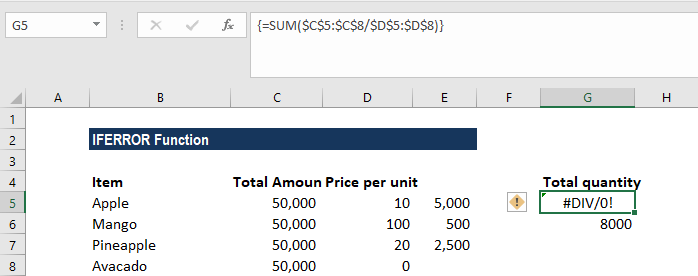 G5 fx {=SUM($C$5:$C$8/$D$5:$D$8)}
A B C D E F G H
1
2 IFERROR Function
3
4 Item Total Amoun Price per unit Total quantity
5 Apple 50,000 10 5,000 ! #DIV/0!
6 Mango 50,000 100 500 8000
7 Pineapple 50,000 20 2,500
8 Avacado 50,000 0